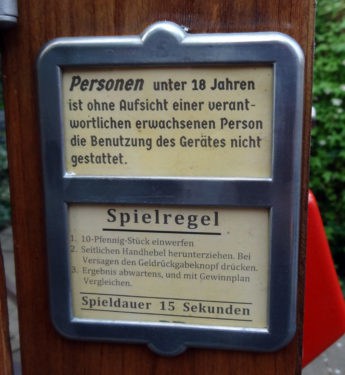 Personen unter 18 Jahren
ist ohne Aufsicht einer verant-
wortlichen erwachsenen Person
die Benutzung des Gerätes nicht
gestattet.
Spielregel
1. 10-Pfennig-Stück einwerfen
2. Seitlichen Handhebel herunterziehen. Bei
Versagen den Geldrückgabeknopf drücken.
3. Ergebnis abwartens, und mit Gewinnplan
Vergleichen.
Spieldauer 15 Sekunden